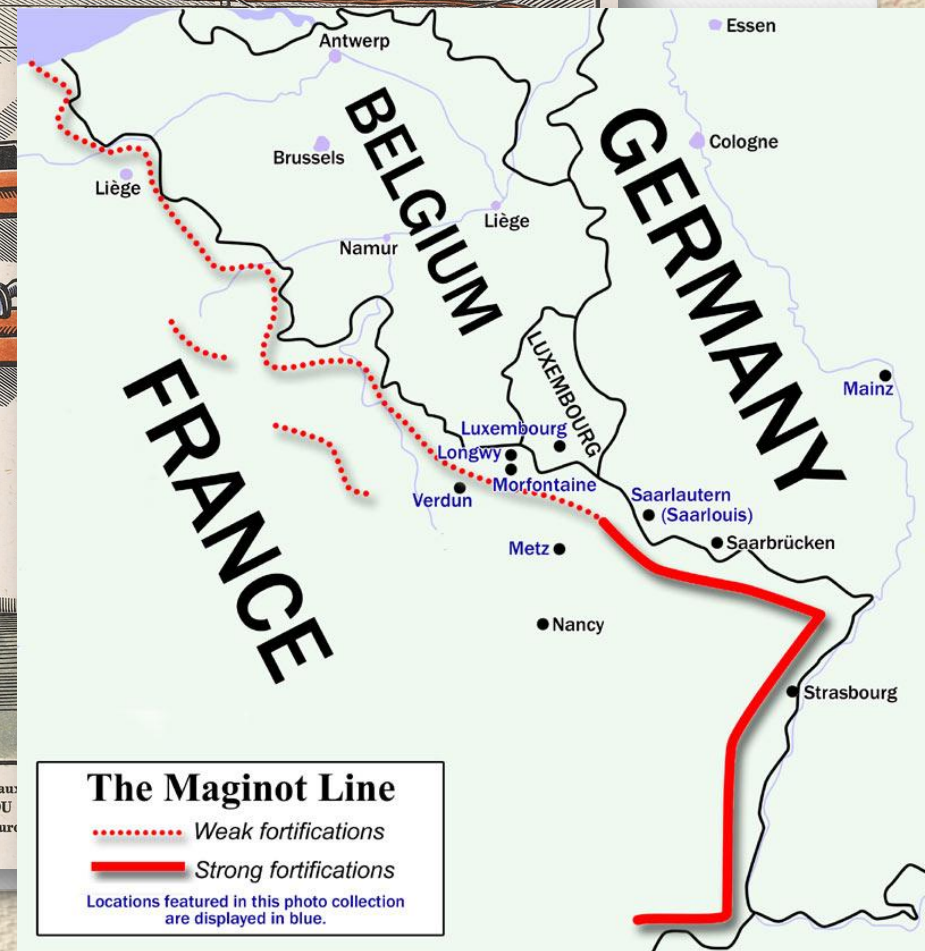 Essen
Antwerp
Cologne
Brussels
Liège
Liège
Namur
BELGIUM
GERMANY
LUXEMBOURG
Mainz
FRANCE
Luxembourg
Longwy
Morfontaine
Verdun
Saarlautern
(Saarlouis)
Metz
Saarbrücken
Nancy
Strasbourg
The Maginot Line
Weak fortifications
Strong fortifications
Locations featured in this photo collection
are displayed in blue.